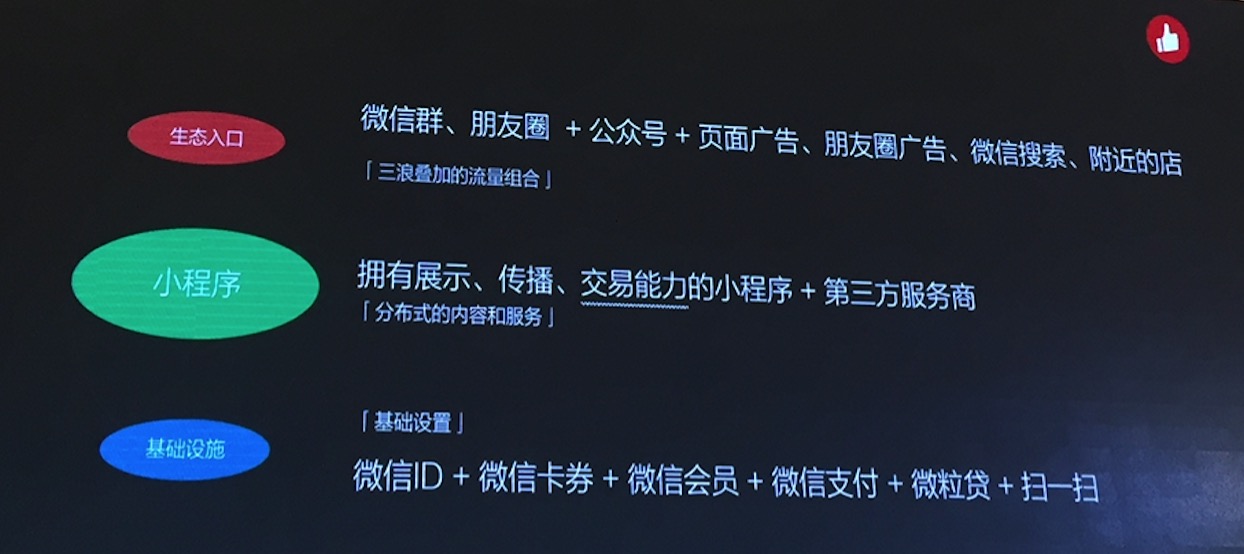 生态入口
微信群、朋友圈 + 公众号 + 页面广告、朋友圈广告、微信搜索、附近的店
「三浪叠加的流量组合」
小程序
拥有展示、传播、交易能力的小程序 + 第三方服务商
「分布式的内容和服务」
「基础设置」
基础设施
微信ID + 微信卡券 + 微信会员 + 微信支付 + 微粒贷 + 扫一扫